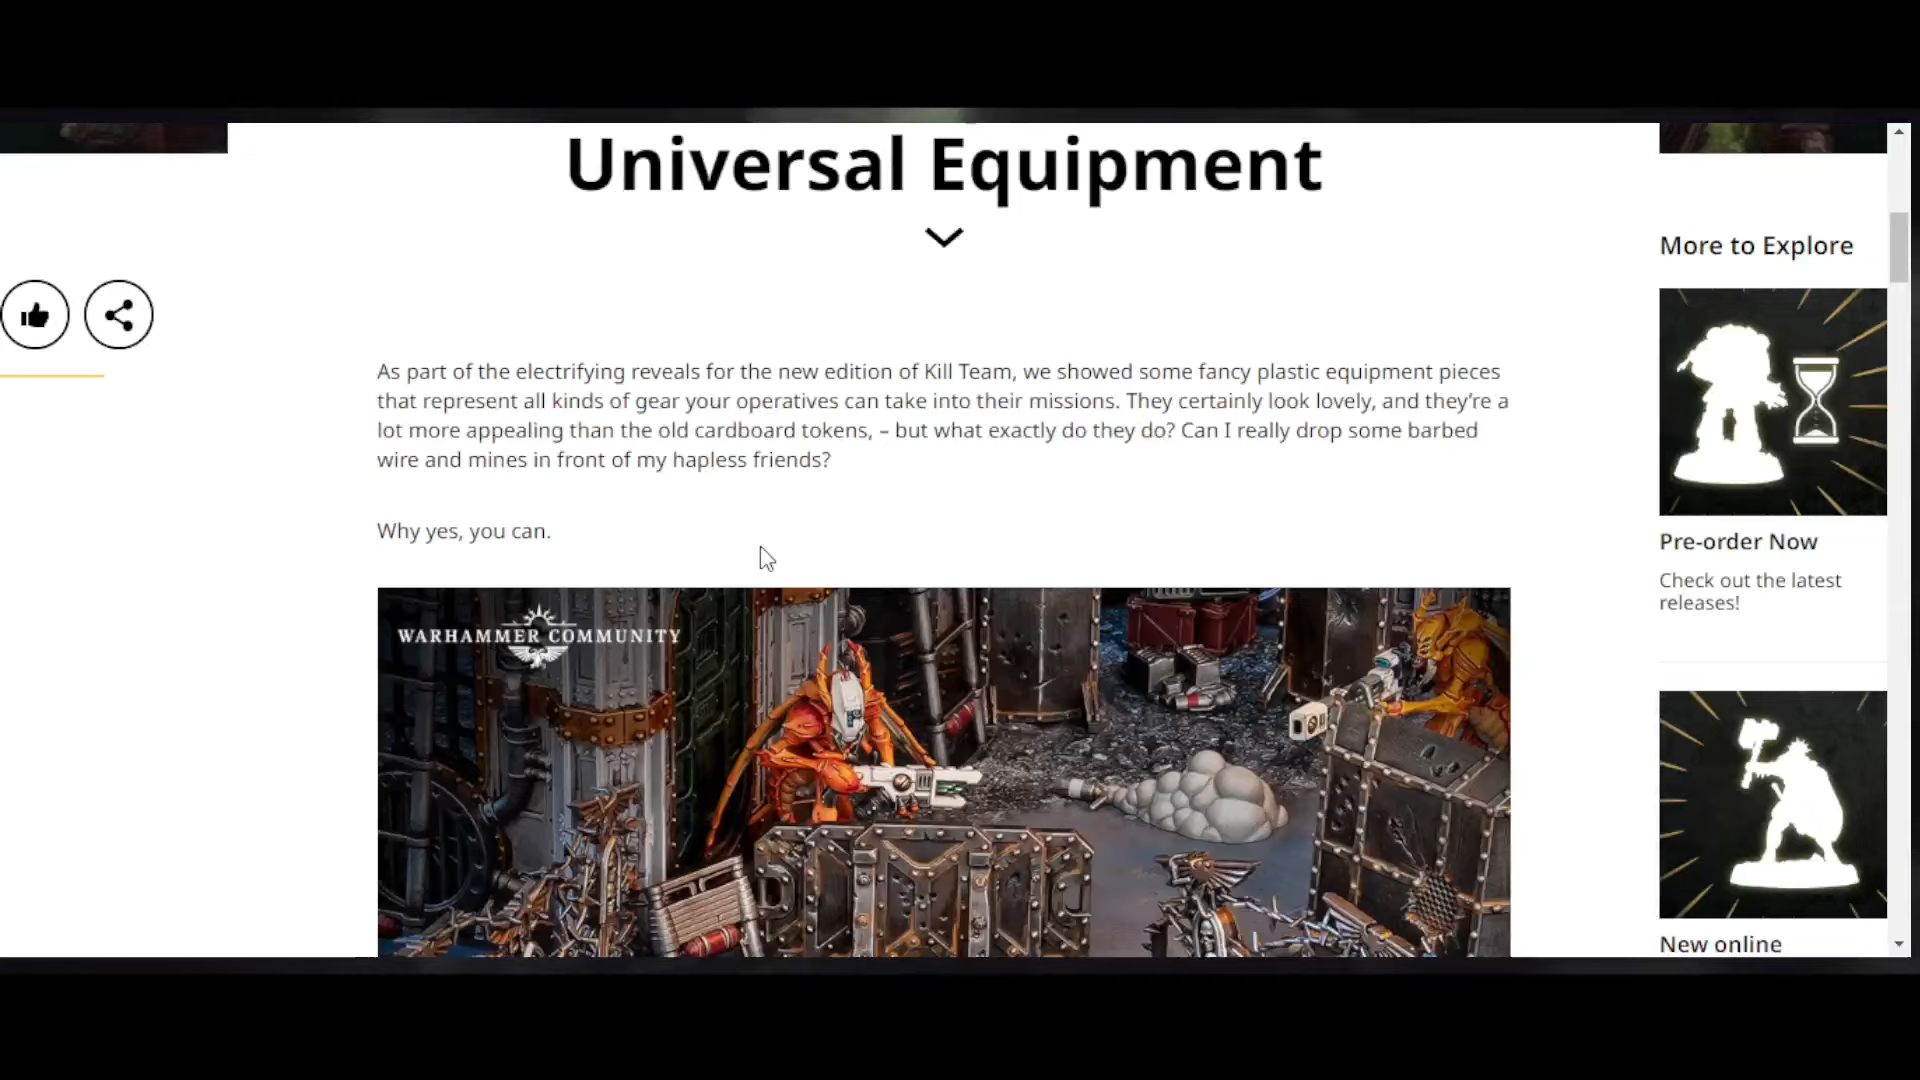 Universal Equipment
As part of the electrifying reveals for the new edition of Kill Team, we showed some fancy plastic equipment pieces
that represent all kinds of gear your operatives can take into their missions. They certainly look lovely, and they’re a
lot more appealing than the old cardboard tokens, – but what exactly do they do? Can I really drop some barbed
wire and mines in front of my hapless friends?
Why yes, you can.
WARHAMMER COMMUNITY
More to Explore
Pre-order Now
Check out the latest
releases!
New online